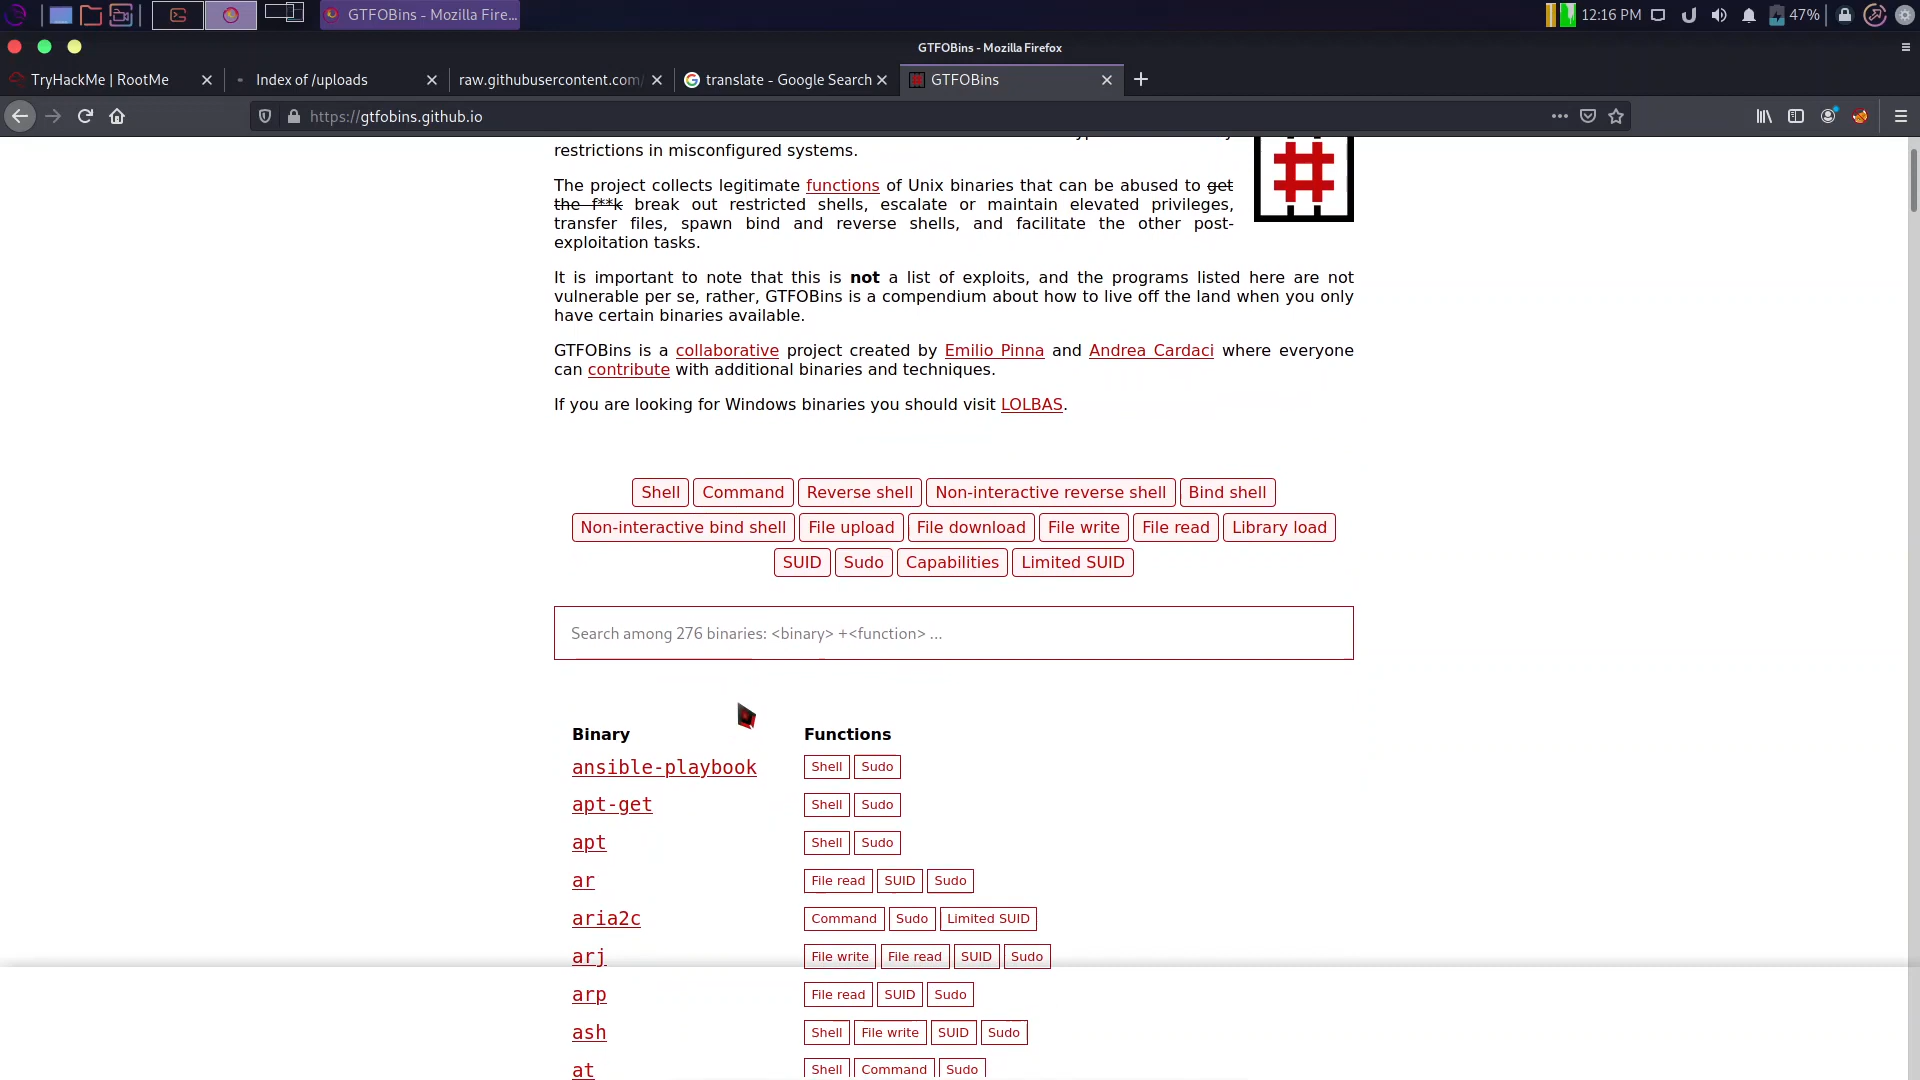 GTFOBins - Mozilla Fire...
12:16 PM
47%
GTFOBins - Mozilla Firefox
TryHackMe | RootMe
Index of /uploads
raw.githubusercontent.com/
translate - Google Search
GTFOBins
https://gtfobins.github.io
restrictions in misconfigured systems.
The project collects legitimate functions of Unix binaries that can be abused to get
the f**k break out restricted shells, escalate or maintain elevated privileges,
transfer files, spawn bind and reverse shells, and facilitate the other post-
exploitation tasks.
It is important to note that this is not a list of exploits, and the programs listed here are not
vulnerable per se, rather, GTFOBins is a compendium about how to live off the land when you only
have certain binaries available.
GTFOBins is a collaborative project created by Emilio Pinna and Andrea Cardaci where everyone
can contribute with additional binaries and techniques.
If you are looking for Windows binaries you should visit LOLBAS.
Shell Command Reverse shell Non-interactive reverse shell Bind shell
Non-interactive bind shell File upload File download File write File read Library load
SUID Sudo Capabilities Limited SUID
Search among 276 binaries: <binary> +<function> ...
Binary Functions
ansible-playbook Shell Sudo
apt-get Shell Sudo
apt Shell Sudo
ar File read SUID Sudo
aria2c Command Sudo Limited SUID
arj File write File read SUID Sudo
arp File read SUID Sudo
ash Shell File write SUID Sudo
at Shell Command Sudo